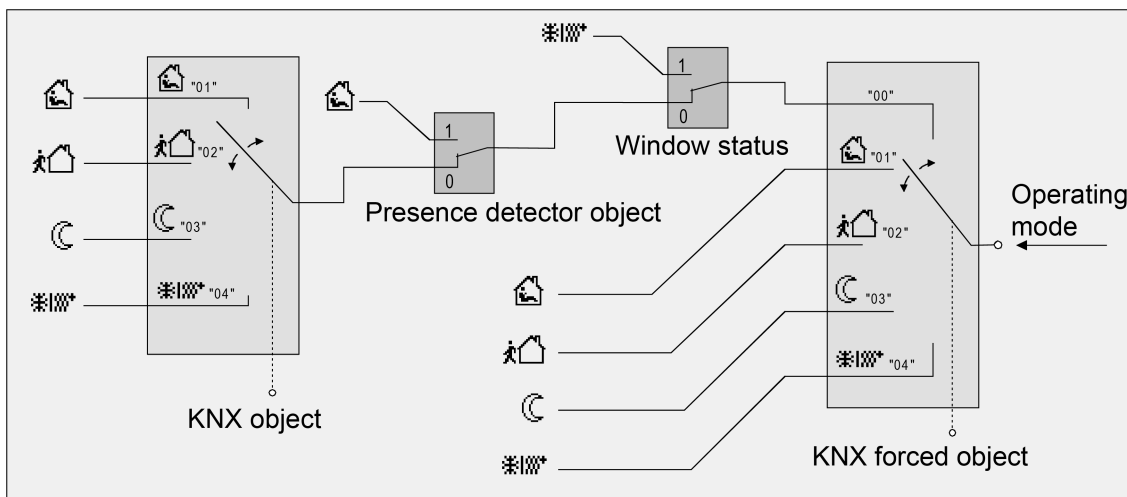 "01"
"02"
"03"
"04"
KNX object
1
0
Presence detector object
1
0
Window status
"00"
"01"
"02"
"03"
"04"
KNX forced object
Operating
mode